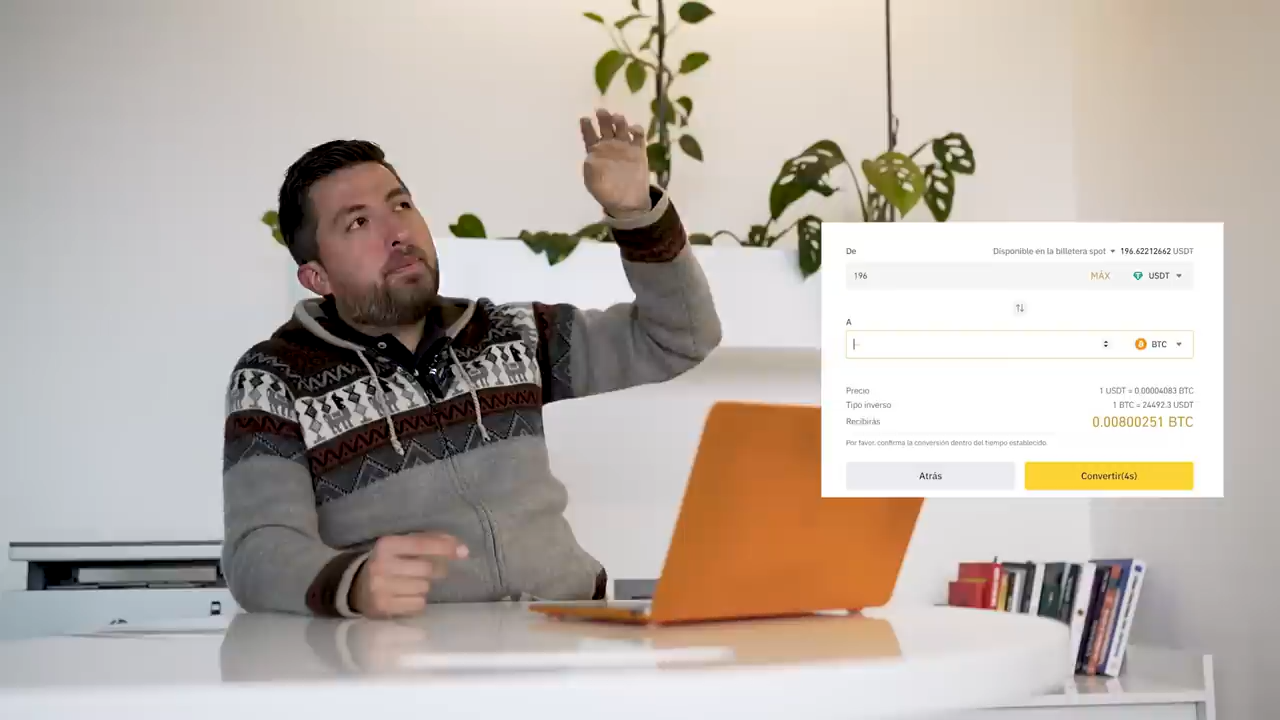 De Disponible en la billetera spot 196.62212662 USDT
196 MÁX USDT
A
BTC
Precio 1 USDT = 0.00004083 BTC
Tipo inverso 1 BTC = 24492.3 USDT
Recibirás 0.00800251 BTC
Por favor, confirma la conversión dentro del tiempo establecido.
Atrás Convertir(4s)